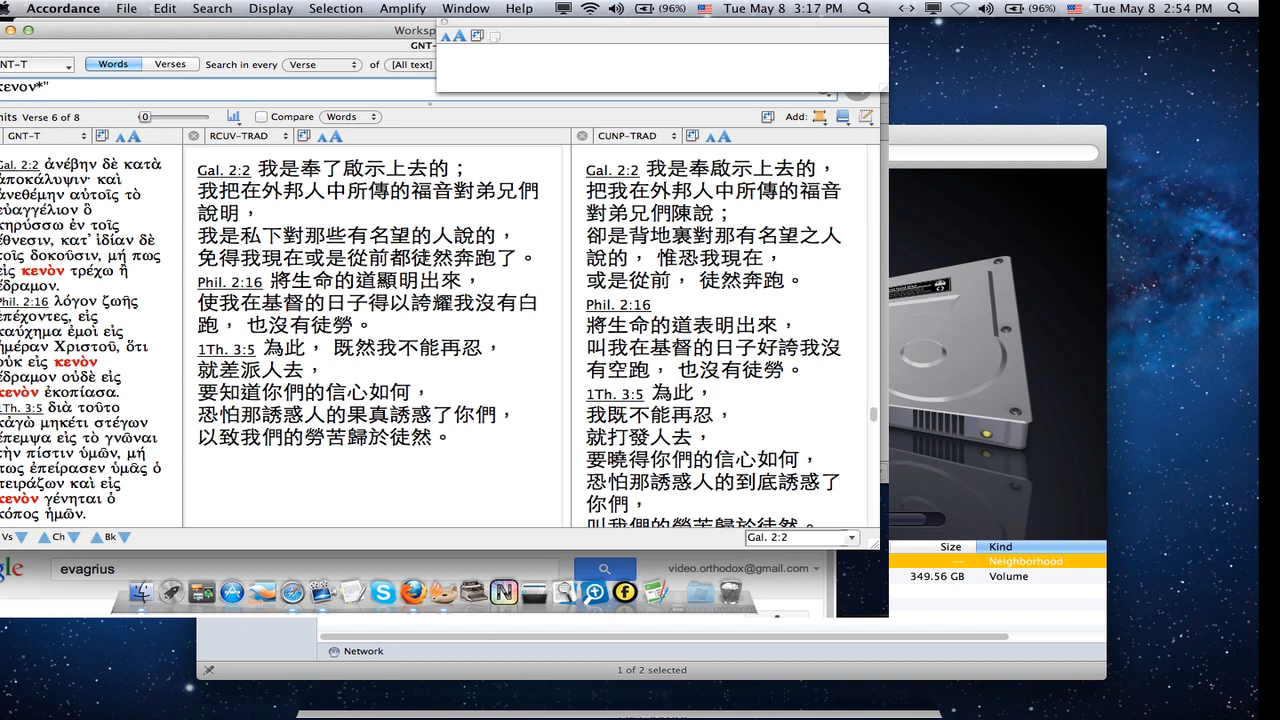 Accordance File Edit Search Display Selection Amplify Window Help (96%) Tue May 8 3:17 PM
(96%) Tue May 8 2:54 PM
GNT-T
NT-T Words Verses Search in every Verse of [All text]
κενον*"
Verse 6 of 8 0 Compare Words Add:
GNT-T
RCUV-TRAD
CUNP-TRAD
Gal. 2:2 ἀνέβην δὲ κατὰ
ἀποκάλυψιν· καὶ
ἀνεθέμην αὐτοῖς τὸ
εὐαγγέλιον ὃ
κηρύσσω ἐν τοῖς
ἔθνεσιν, κατ’ ἰδίαν δὲ
τοῖς δοκοῦσιν, μή πως
εἰς κενὸν τρέχω ἢ
ἔδραμον.
Phil. 2:16 λόγον ζωῆς
ἐπέχοντες, εἰς
καύχημα ἐμοὶ εἰς
ἡμέραν Χριστοῦ, ὅτι
οὐκ εἰς κενὸν
ἔδραμον οὐδὲ εἰς
κενὸν ἐκοπίασα.
1Th. 3:5 διὰ τοῦτο
κἀγὼ μηκέτι στέγων
ἔπεμψα εἰς τὸ γνῶναι
τὴν πίστιν ὑμῶν, μή
πως ἐπείρασεν ὑμᾶς ὁ
πειράζων καὶ εἰς
κενὸν γένηται ὁ
κόπος ἡμῶν.
Gal. 2:2 我是奉了啟示上去的；
我把在外邦人中所傳的福音對弟兄們
說明，
我是私下對那些有名望的人說的，
免得我現在或是從前都徒然奔跑了。
Phil. 2:16 將生命的道顯明出來，
使我在基督的日子得以誇耀我沒有白
跑， 也沒有徒勞。
1Th. 3:5 為此， 既然我不能再忍，
就差派人去，
要知道你們的信心如何，
恐怕那誘惑人的果真誘惑了你們，
以致我們的勞苦歸於徒然。
Gal. 2:2 我是奉啟示上去的，
把我在外邦人中所傳的福音
對弟兄們陳說；
卻是背地裏對那有名望之人
說的， 惟恐我現在，
或是從前， 徒然奔跑。
Phil. 2:16
將生命的道表明出來，
叫我在基督的日子好誇我沒
有空跑， 也沒有徒勞。
1Th. 3:5 為此，
我既不能再忍，
就打發人去，
要曉得你們的信心如何，
恐怕那誘惑人的到底誘惑了
你們，
叫我們的勞苦歸於徒然。
Vs Ch Bk Gal. 2:2
evagrius video.orthodox@gmail.com
Size Kind
-- Neighborhood
349.56 GB Volume
Network
1 of 2 selected